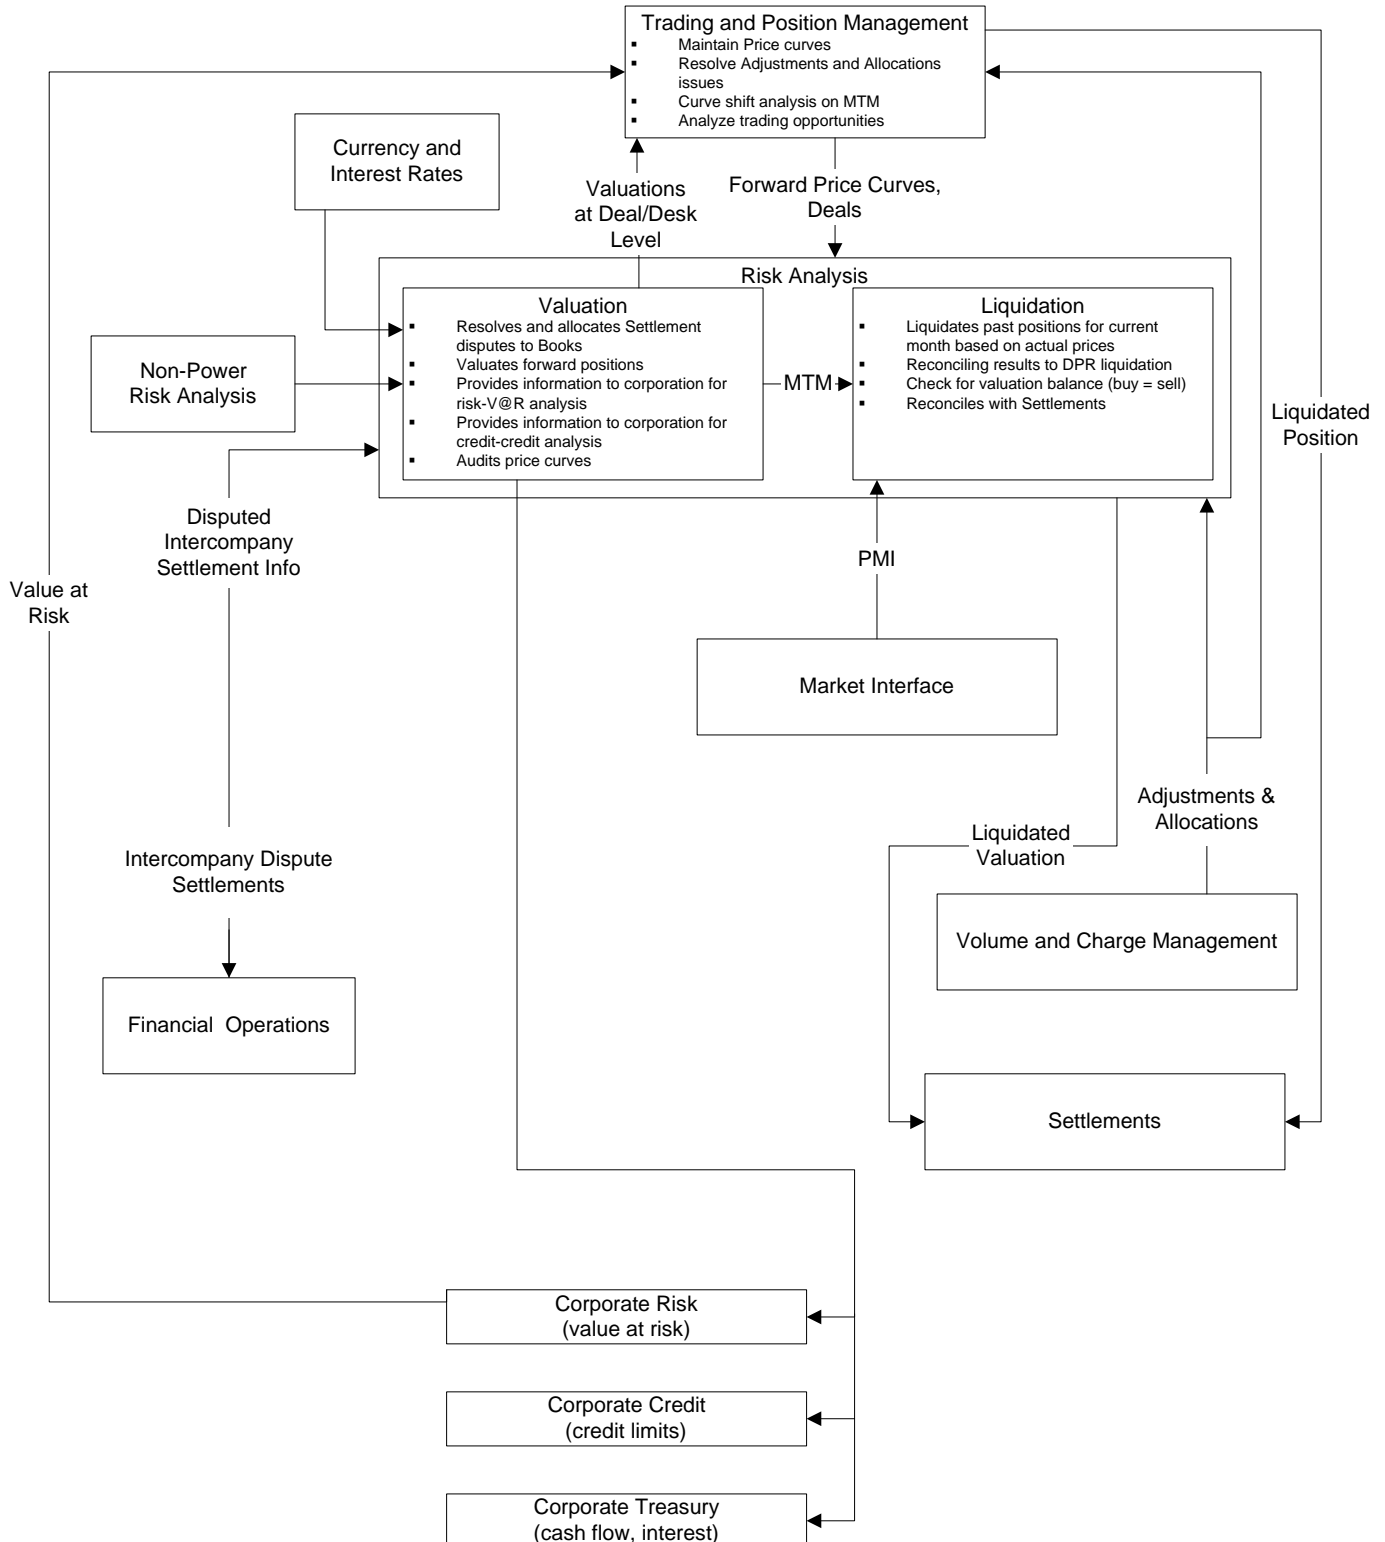 Trading and Position Management
▪ Maintain Price curves
▪ Resolve Adjustments and Allocations
issues
▪ Curve shift analysis on MTM
▪ Analyze trading opportunities
Currency and
Interest Rates
Valuations
at Deal/Desk
Level
Forward Price Curves,
Deals
Risk Analysis
Valuation
▪ Resolves and allocates Settlement
disputes to Books
▪ Valuates forward positions
▪ Provides information to corporation for
risk-V@R analysis
▪ Provides information to corporation for
credit-credit analysis
▪ Audits price curves
MTM
Liquidation
▪ Liquidates past positions for current
month based on actual prices
▪ Reconciling results to DPR liquidation
▪ Check for valuation balance (buy = sell)
▪ Reconciles with Settlements
Non-Power
Risk Analysis
Liquidated
Position
Disputed
Intercompany
Settlement Info
PMI
Value at
Risk
Market Interface
Adjustments &
Allocations
Liquidated
Valuation
Intercompany Dispute
Settlements
Volume and Charge Management
Financial Operations
Settlements
Corporate Risk
(value at risk)
Corporate Credit
(credit limits)
Corporate Treasury
(cash flow, interest)